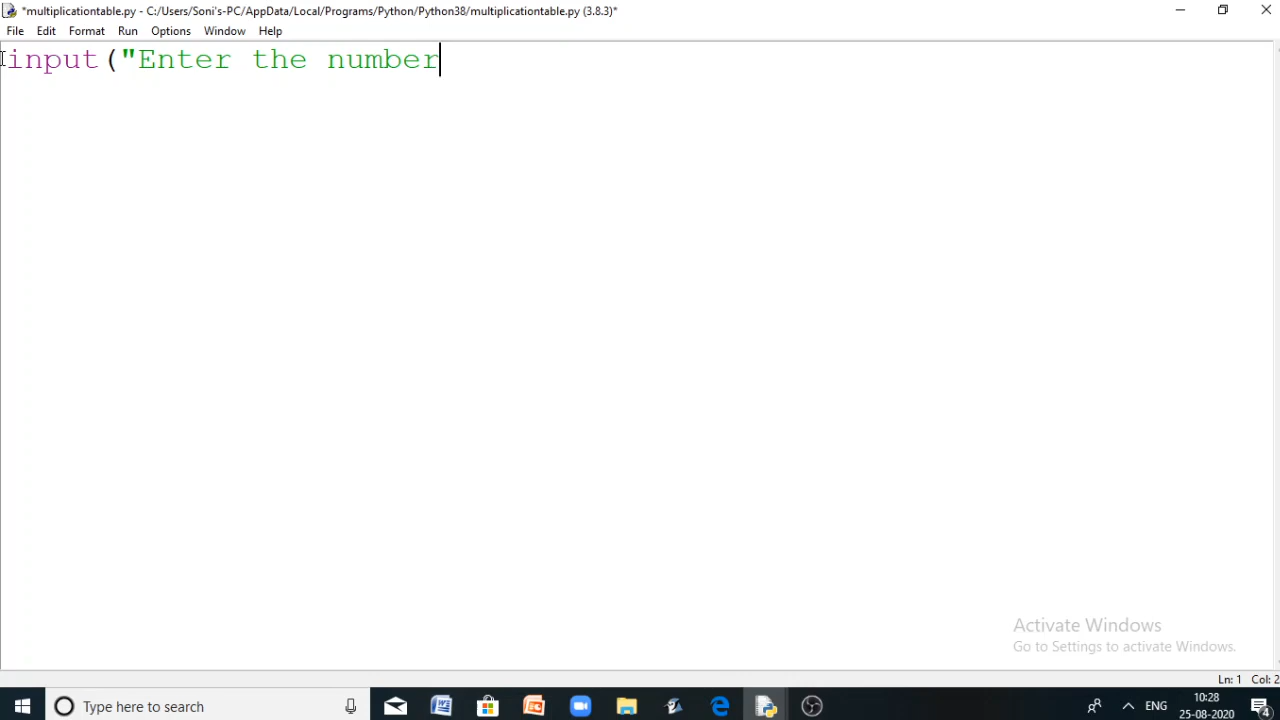 *multiplicationtable.py - C:/Users/Soni's-PC/AppData/Local/Programs/Python/Python38/multiplicationtable.py (3.8.3)*
File Edit Format Run Options Window Help
input("Enter the number
Activate Windows
Go to Settings to activate Windows.
Ln: 1 Col: 2
Type here to search
ENG
10:28
25-08-2020
4